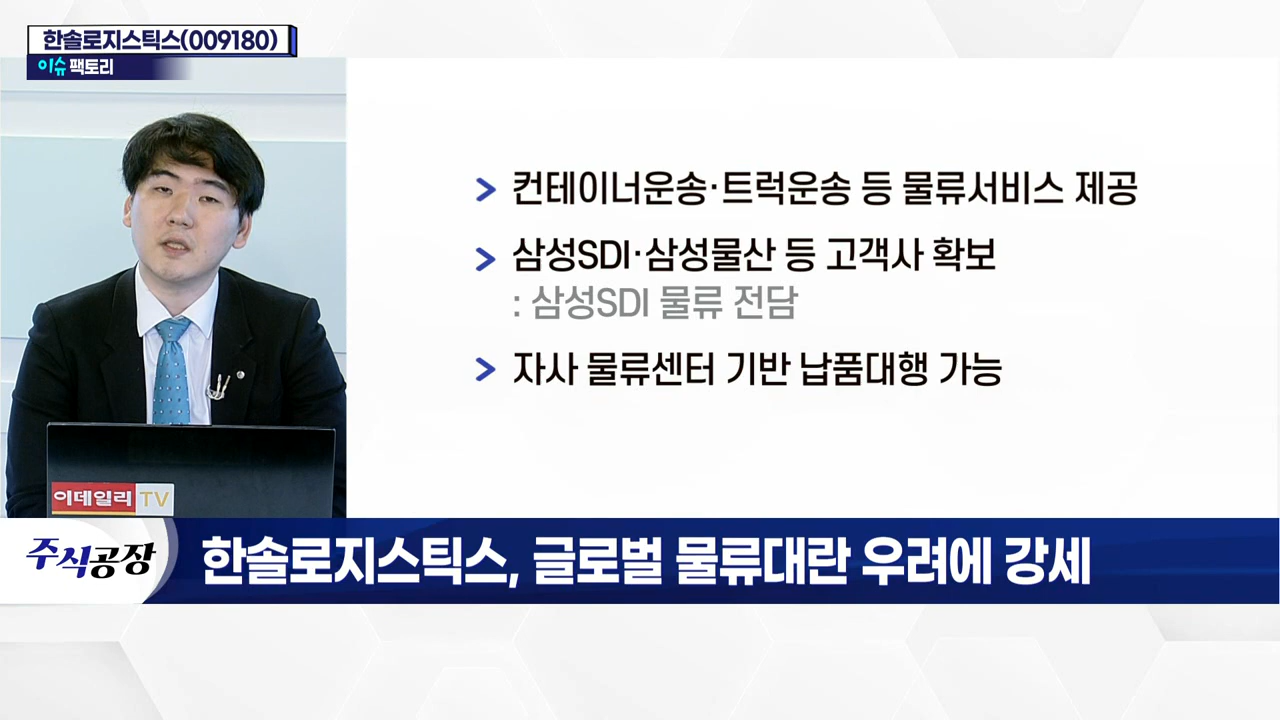 한솔로지스틱스(009180)
이슈 팩토리
> 컨테이너운송·트럭운송 등 물류서비스 제공
> 삼성SDI·삼성물산 등 고객사 확보
: 삼성SDI 물류 전담
> 자사 물류센터 기반 납품대행 가능
이데일리 TV
주식공장
한솔로지스틱스, 글로벌 물류대란 우려에 강세